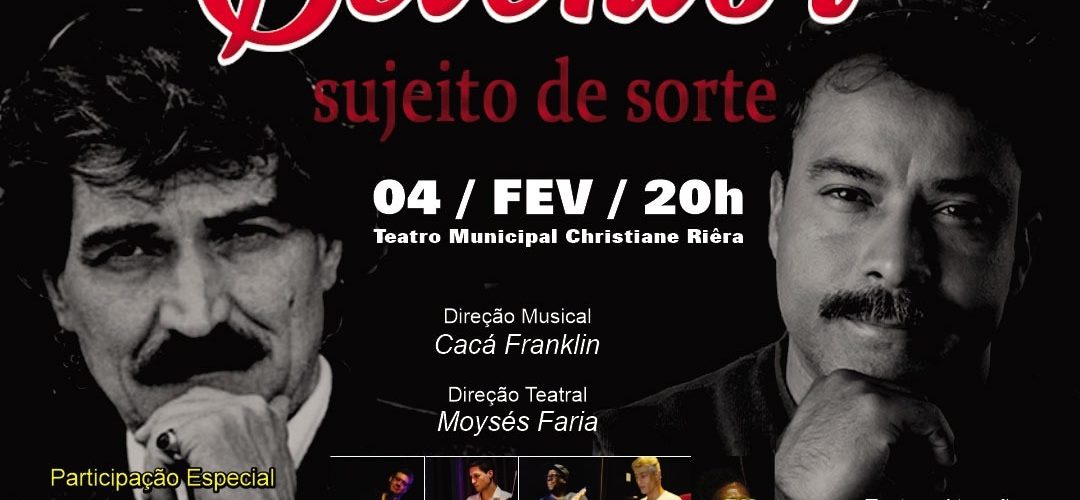 sujeito de sorte
04 / FEV / 20h
Teatro Municipal Christiane Riêra
Direção Musical
Cacá Franklin
Direção Teatral
Moysés Faria
Participação Especial